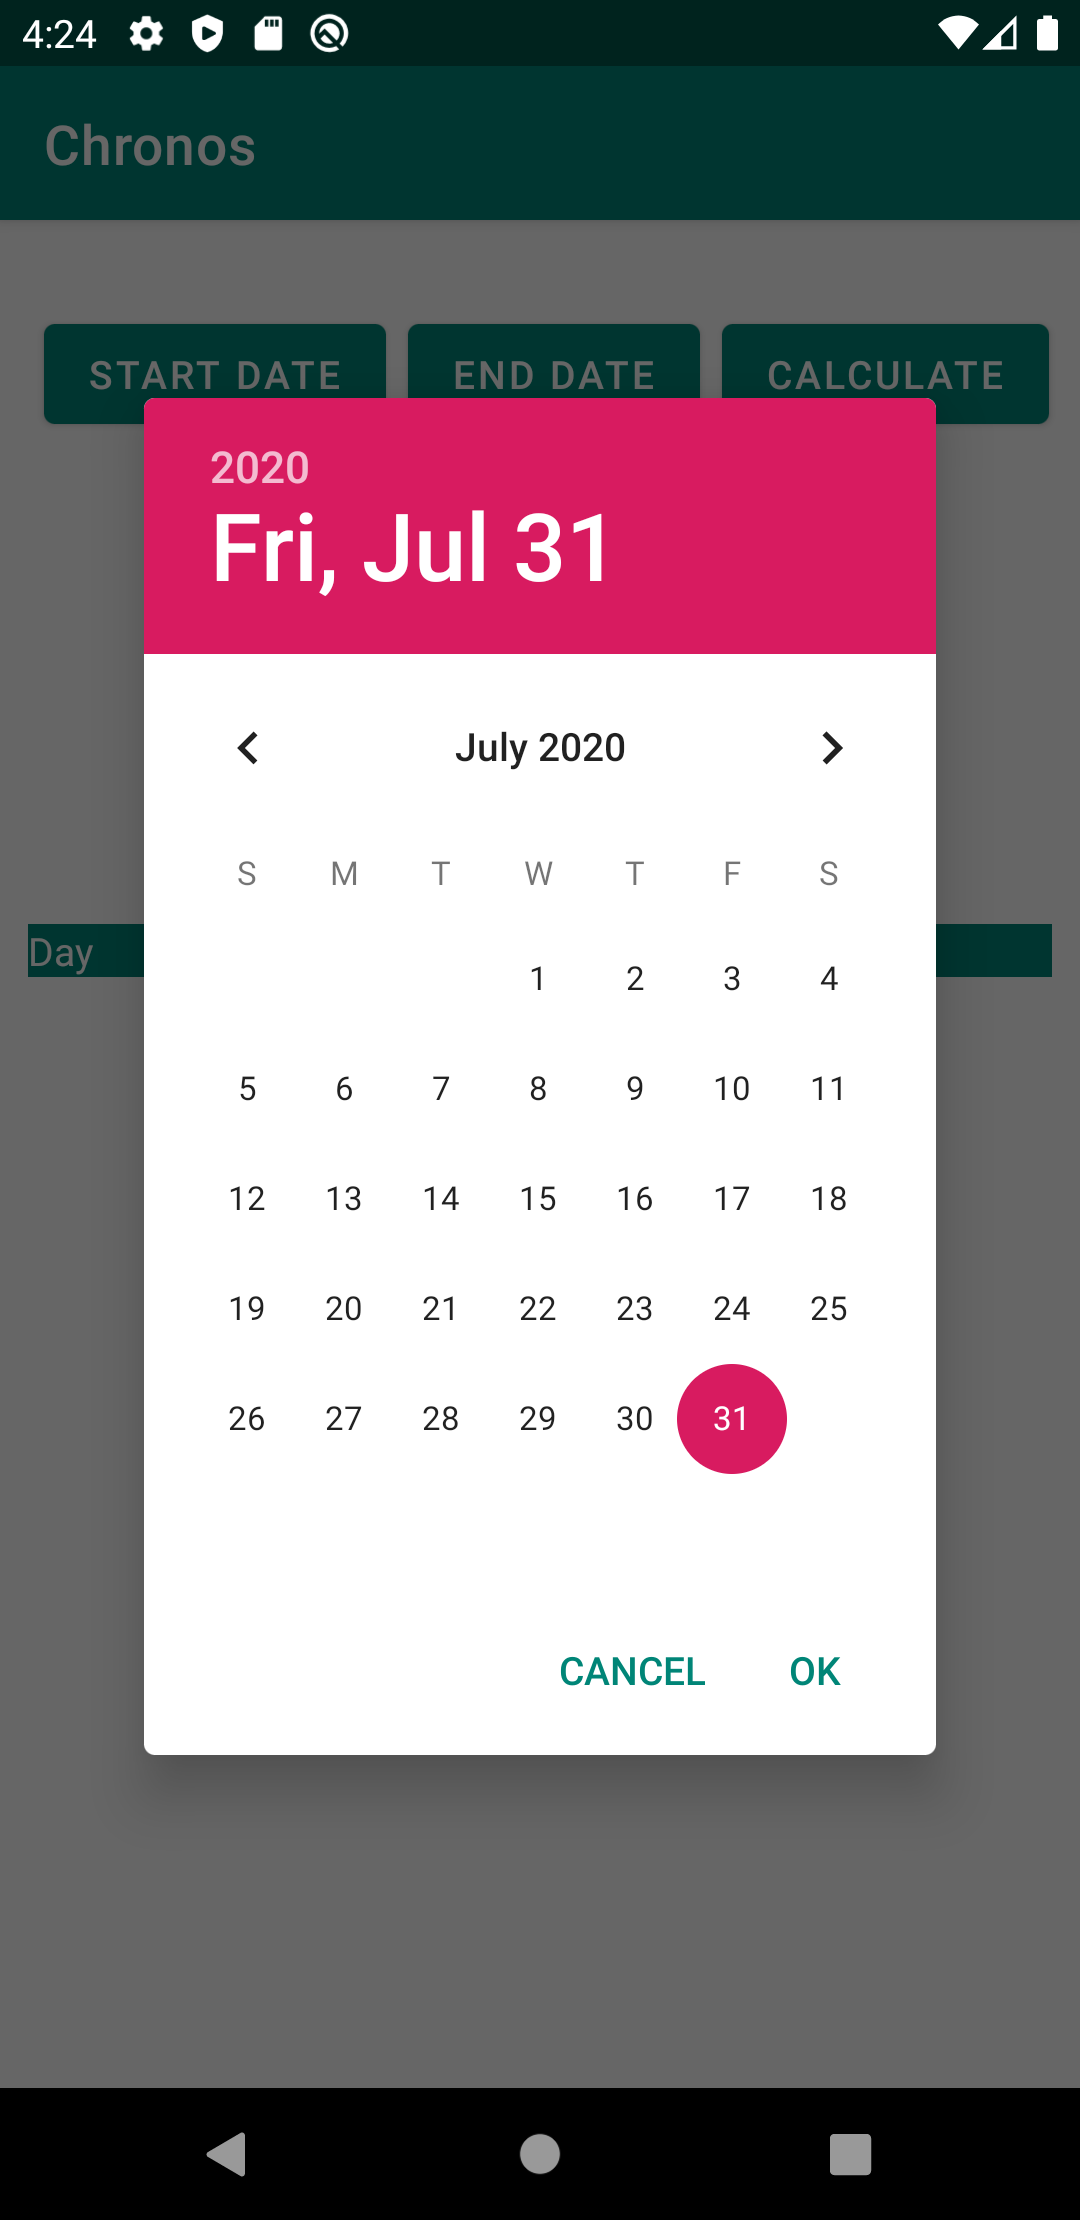 4:24
Chronos
START DATE END DATE CALCULATE
2020
Fri, Jul 31
July 2020
S M T W T F S
Day
1 2 3 4
5 6 7 8 9 10 11
12 13 14 15 16 17 18
19 20 21 22 23 24 25
26 27 28 29 30 31
CANCEL OK